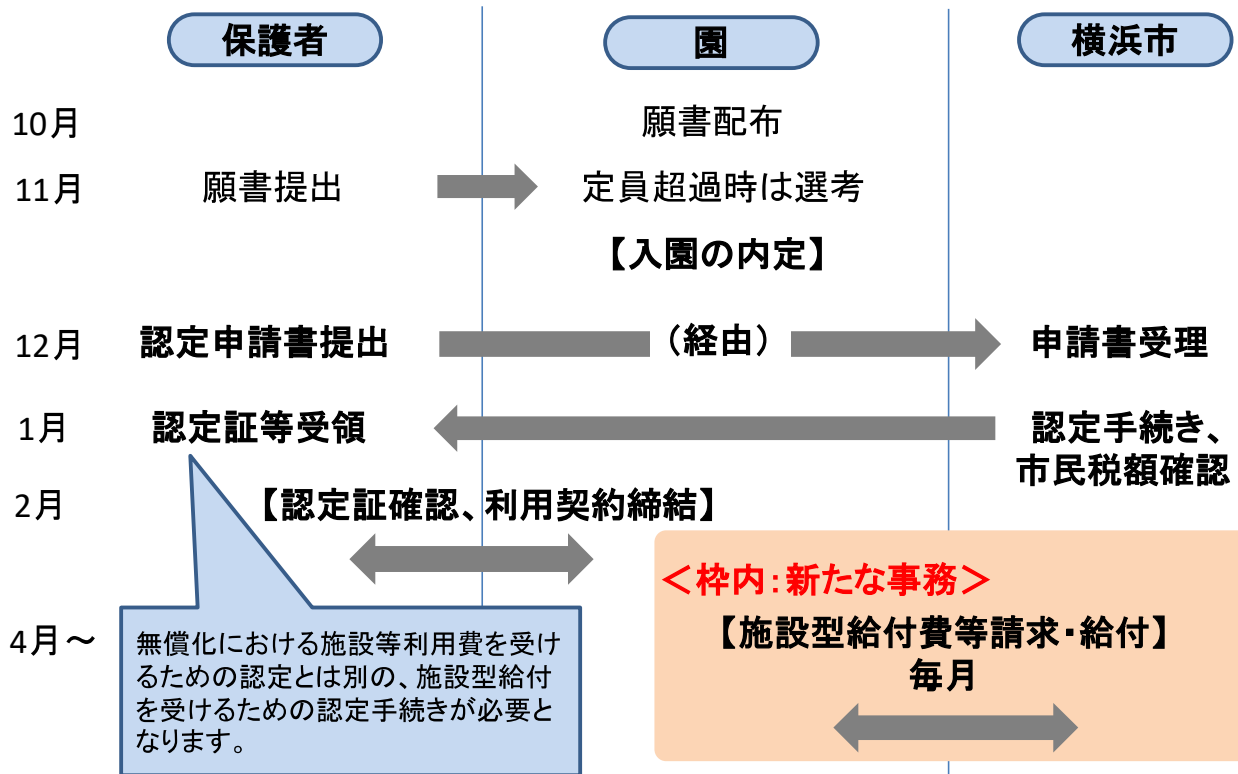 保護者
園
横浜市
10月
願書配布
11月
願書提出
定員超過時は選考
【入園の内定】
12月
認定申請書提出
（経由）
申請書受理
1月
認定証等受領
認定手続き、
市民税額確認
2月
【認定証確認、利用契約締結】
4月～
無償化における施設等利用費を受け
るための認定とは別の、施設型給付
を受けるための認定手続きが必要と
なります。
＜枠内：新たな事務＞
【施設型給付費等請求・給付】
毎月